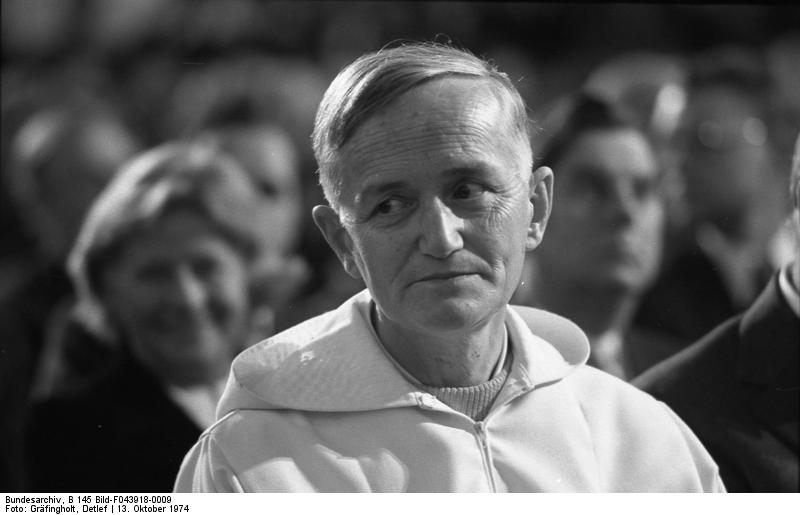 Bundesarchiv, B 145 Bild-F043918-0009
Foto: Gräfingholt, Detlef | 13. Oktober 1974